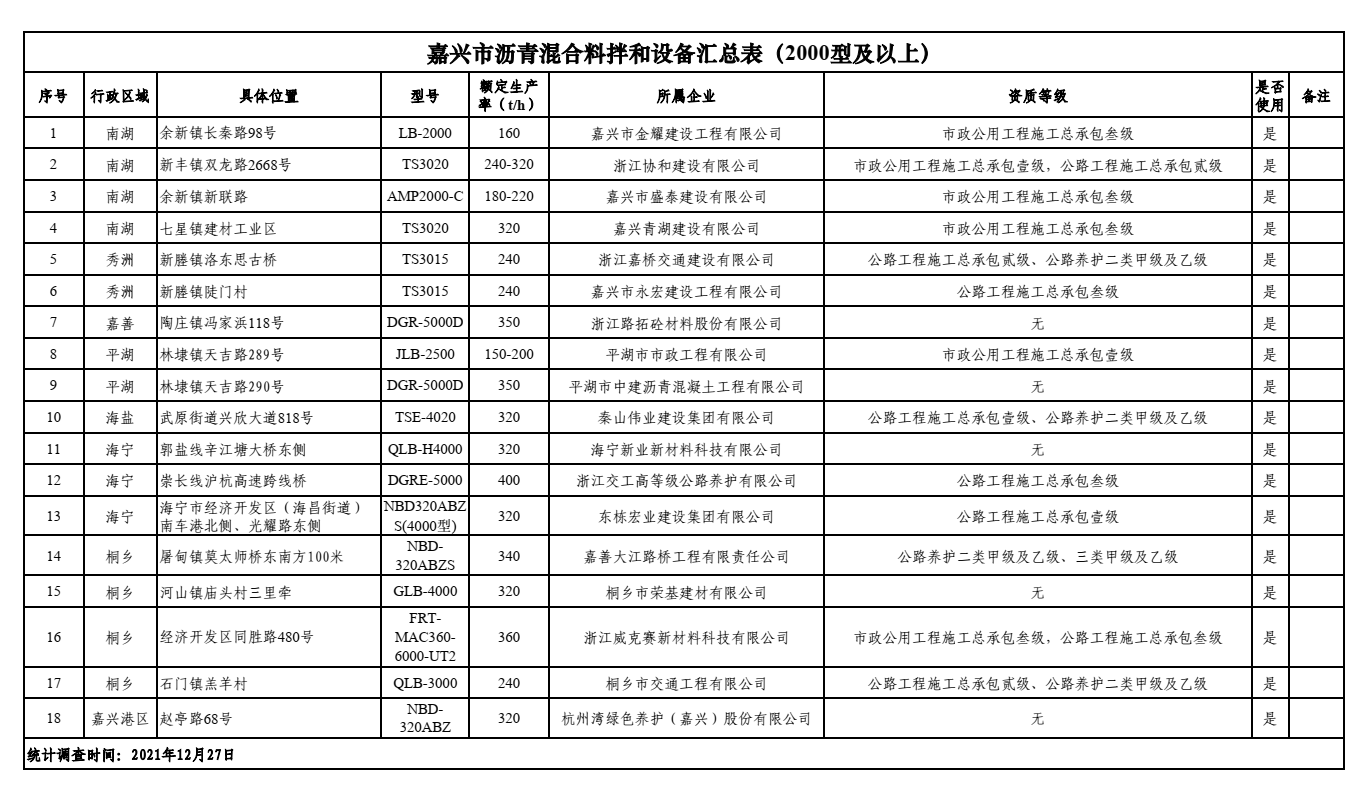 嘉兴市沥青混合料拌和设备汇总表（2000型及以上）
序号 行政区域 具体位置 型号 额定生产率（t/h） 所属企业 资质等级 是否使用 备注
1 南湖 余新镇长秦路98号 LB-2000 160 嘉兴市金耀建设工程有限公司 市政公用工程施工总承包叁级 是
2 南湖 新丰镇双龙路2668号 TS3020 240-320 浙江协和建设有限公司 市政公用工程施工总承包壹级，公路工程施工总承包贰级 是
3 南湖 余新镇新联路 AMP2000-C 180-220 嘉兴市盛泰建设有限公司 市政公用工程施工总承包叁级 是
4 南湖 七星镇建材工业区 TS3020 320 嘉兴青湖建设有限公司 市政公用工程施工总承包叁级 是
5 秀洲 新塍镇洛东思古桥 TS3015 240 浙江嘉桥交通建设有限公司 公路工程施工总承包贰级、公路养护二类甲级及乙级 是
6 秀洲 新塍镇陡门村 TS3015 240 嘉兴市永宏建设工程有限公司 公路工程施工总承包叁级 是
7 嘉善 陶庄镇冯家浜118号 DGR-5000D 350 浙江路拓砼材料股份有限公司 无 是
8 平湖 林埭镇天吉路289号 JLB-2500 150-200 平湖市市政工程有限公司 市政公用工程施工总承包壹级 是
9 平湖 林埭镇天吉路290号 DGR-5000D 350 平湖市中建沥青混凝土工程有限公司 无 是
10 海盐 武原街道兴欣大道818号 TSE-4020 320 秦山伟业建设集团有限公司 公路工程施工总承包壹级、公路养护二类甲级及乙级 是
11 海宁 郭盐线辛江塘大桥东侧 QLB-H4000 320 海宁新业新材料科技有限公司 无 是
12 海宁 崇长线沪杭高速跨线桥 DGRE-5000 400 浙江交工高等级公路养护有限公司 公路工程施工总承包叁级 是
13 海宁 海宁市经济开发区（海昌街道）南车港北侧、光耀路东侧 NBD320ABZS(4000型) 320 东栋宏业建设集团有限公司 公路工程施工总承包壹级 是
14 桐乡 屠甸镇莫太师桥东南方100米 NBD-320ABZS 340 嘉善大江路桥工程有限责任公司 公路养护二类甲级及乙级、三类甲级及乙级 是
15 桐乡 河山镇庙头村三里牵 GLB-4000 320 桐乡市荣基建材有限公司 无 是
16 桐乡 经济开发区同胜路480号 FRT-MAC360-6000-UT2 360 浙江威克赛新材料科技有限公司 市政公用工程施工总承包叁级，公路工程施工总承包叁级 是
17 桐乡 石门镇羔羊村 QLB-3000 240 桐乡市交通工程有限公司 公路工程施工总承包贰级、公路养护二类甲级及乙级 是
18 嘉兴港区 赵亭路68号 NBD-320ABZ 320 杭州湾绿色养护（嘉兴）股份有限公司 无 是
统计调查时间：2021年12月27日